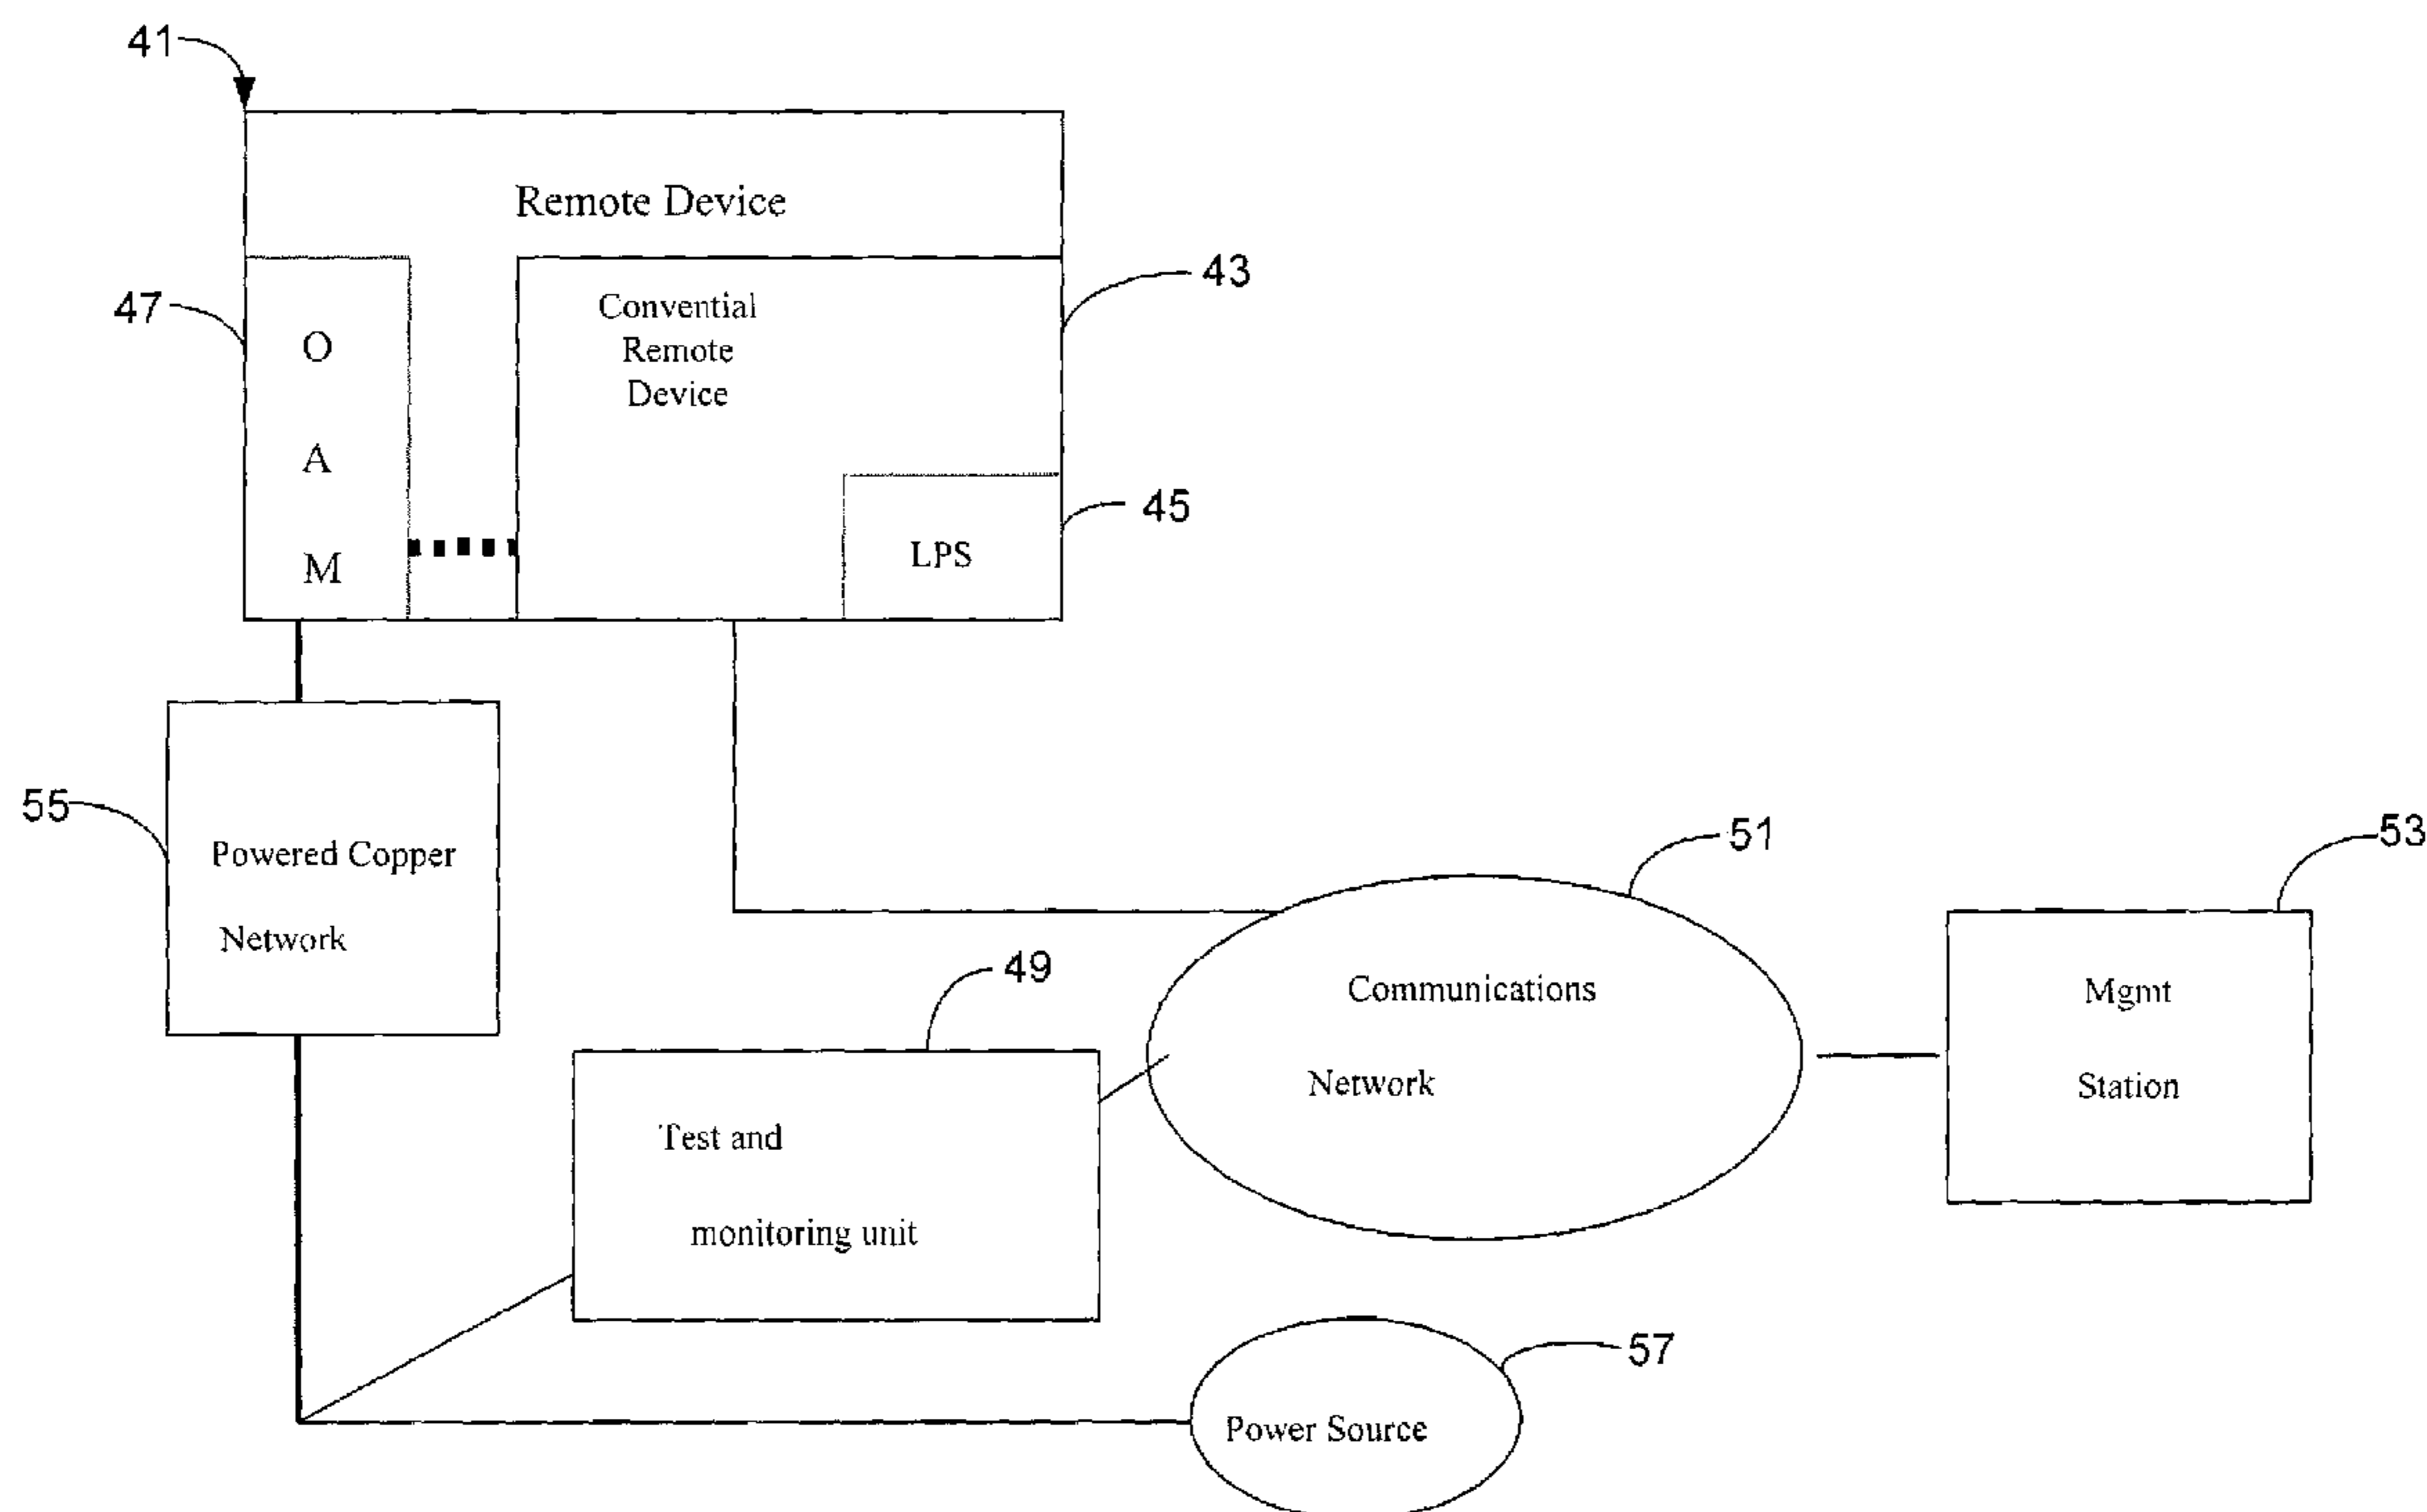 41
Remote Device
43
47
Convential
Remote
Device
O
A
M
45
LPS
55
Powered Copper
Network
51
53
49
Communications
Network
Mgmt
Station
Test and
monitoring unit
57
Power Source